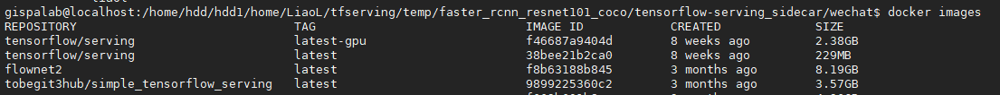 gispalab@localhost:/home/hdd/hdd1/home/LiaoL/tfserving/temp/faster_rcnn_resnet101_coco/tensorflow-serving_sidecar/wechat$ docker images
REPOSITORY TAG IMAGE ID CREATED SIZE
tensorflow/serving latest-gpu f46687a9404d 8 weeks ago 2.38GB
tensorflow/serving latest 38bee21b2ca0 8 weeks ago 229MB
flownet2 latest f8b63188b845 3 months ago 8.19GB
tobegit3hub/simple_tensorflow_serving latest 9899225360c2 3 months ago 3.57GB